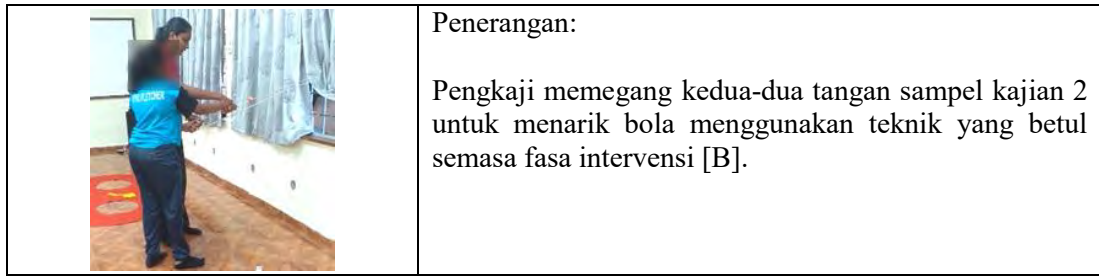 Penerangan:
Pengkaji memegang kedua-dua tangan sampel kajian 2
untuk menarik bola menggunakan teknik yang betul
semasa fasa intervensi [B].